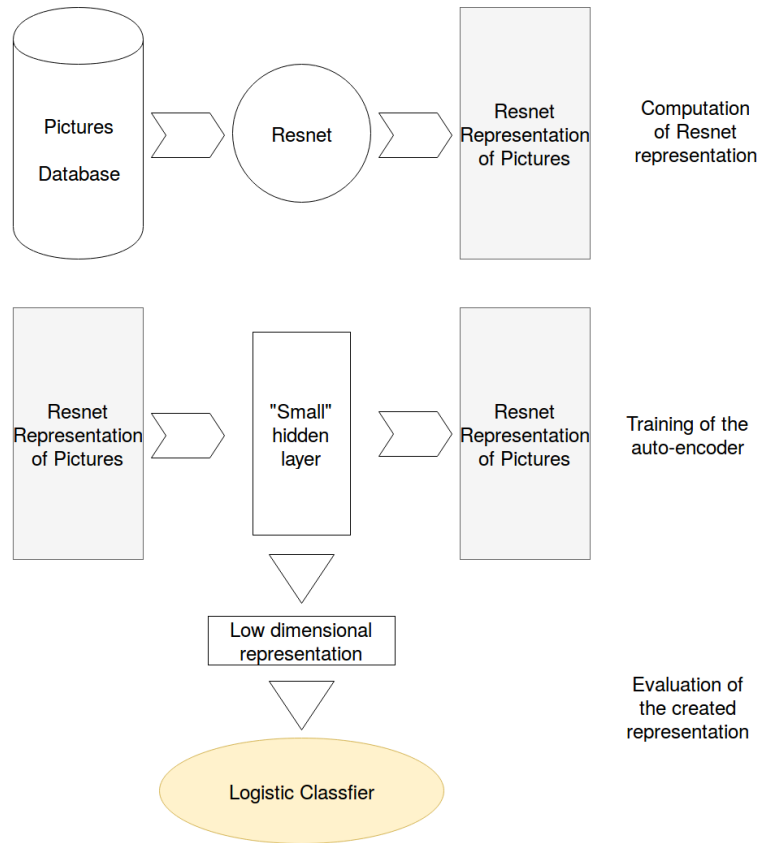 Pictures
Database
Resnet
Resnet
Representation
of Pictures
Computation
of Resnet
representation
Resnet
Representation
of Pictures
"Small"
hidden
layer
Resnet
Representation
of Pictures
Training of the
auto-encoder
Low dimensional
representation
Evaluation of
the created
representation
Logistic Classfier